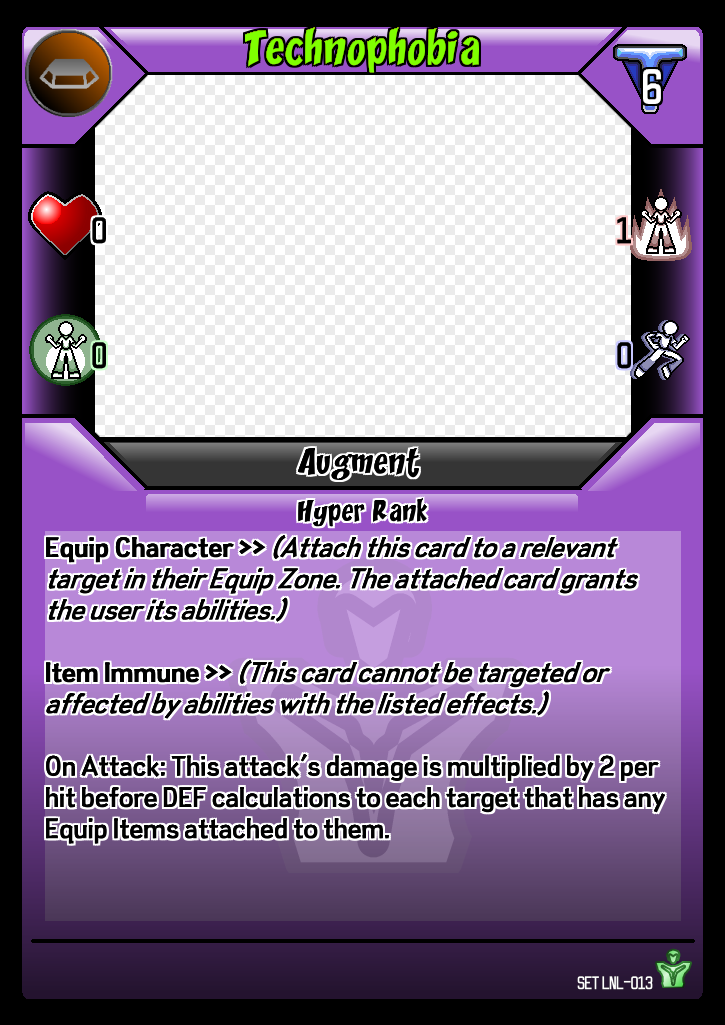 Technophobia
6
0
1
0
0
Augment
Hyper Rank
Equip Character >> (Attach this card to a relevant
target in their Equip Zone. The attached card grants
the user its abilities.)
Item Immune >> (This card cannot be targeted or
affected by abilities with the listed effects.)
On Attack: This attack's damage is multiplied by 2 per
hit before DEF calculations to each target that has any
Equip Items attached to them.
SET LNL-013